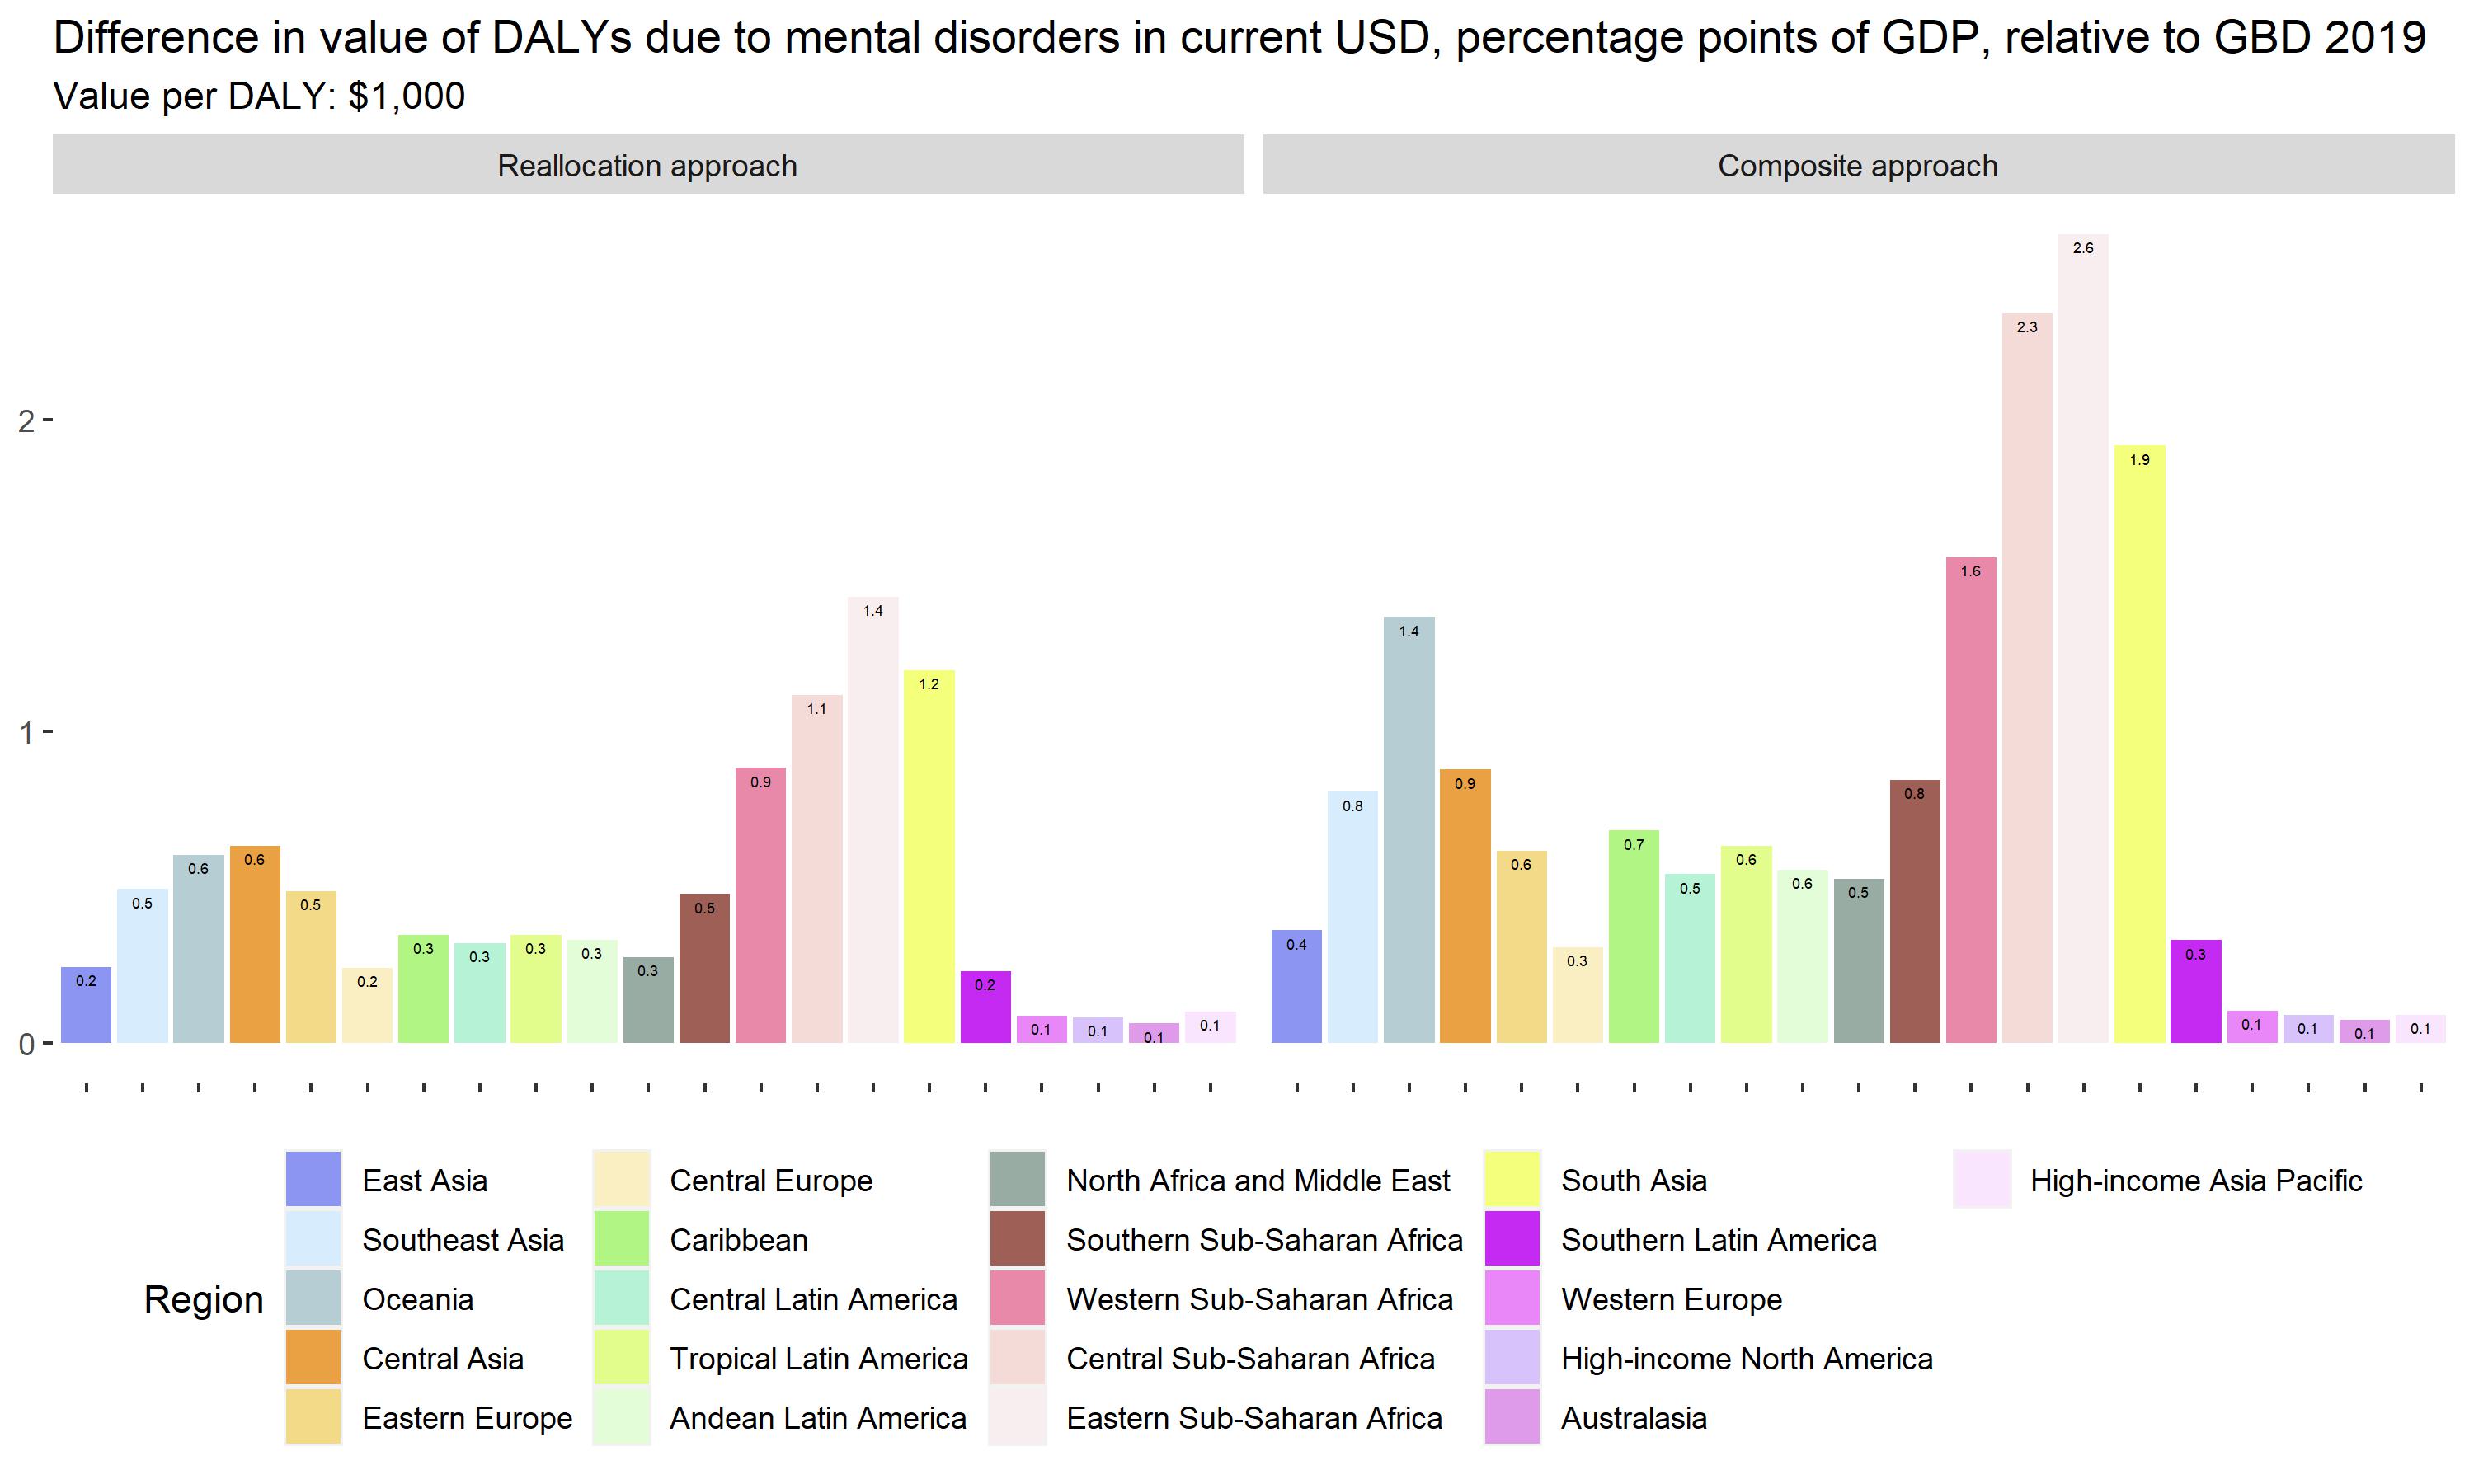 Difference in value of DALYs due to mental disorders in current USD, percentage points of GDP, relative to GBD 2019
Value per DALY: $1,000
Reallocation approach
Composite approach
2
1
0
0.2
0.5
0.6
0.6
0.5
0.2
0.3
0.3
0.3
0.3
0.3
0.5
0.9
1.1
1.4
1.2
0.2
0.1
0.1
0.1
0.1
0.4
0.8
1.4
0.9
0.6
0.3
0.7
0.5
0.6
0.6
0.5
0.8
1.6
2.3
2.6
1.9
0.3
0.1
0.1
0.1
0.1
Region
East Asia
Southeast Asia
Oceania
Central Asia
Eastern Europe
Central Europe
Caribbean
Central Latin America
Tropical Latin America
Andean Latin America
North Africa and Middle East
Southern Sub-Saharan Africa
Western Sub-Saharan Africa
Central Sub-Saharan Africa
Eastern Sub-Saharan Africa
South Asia
Southern Latin America
Western Europe
High-income North America
Australasia
High-income Asia Pacific